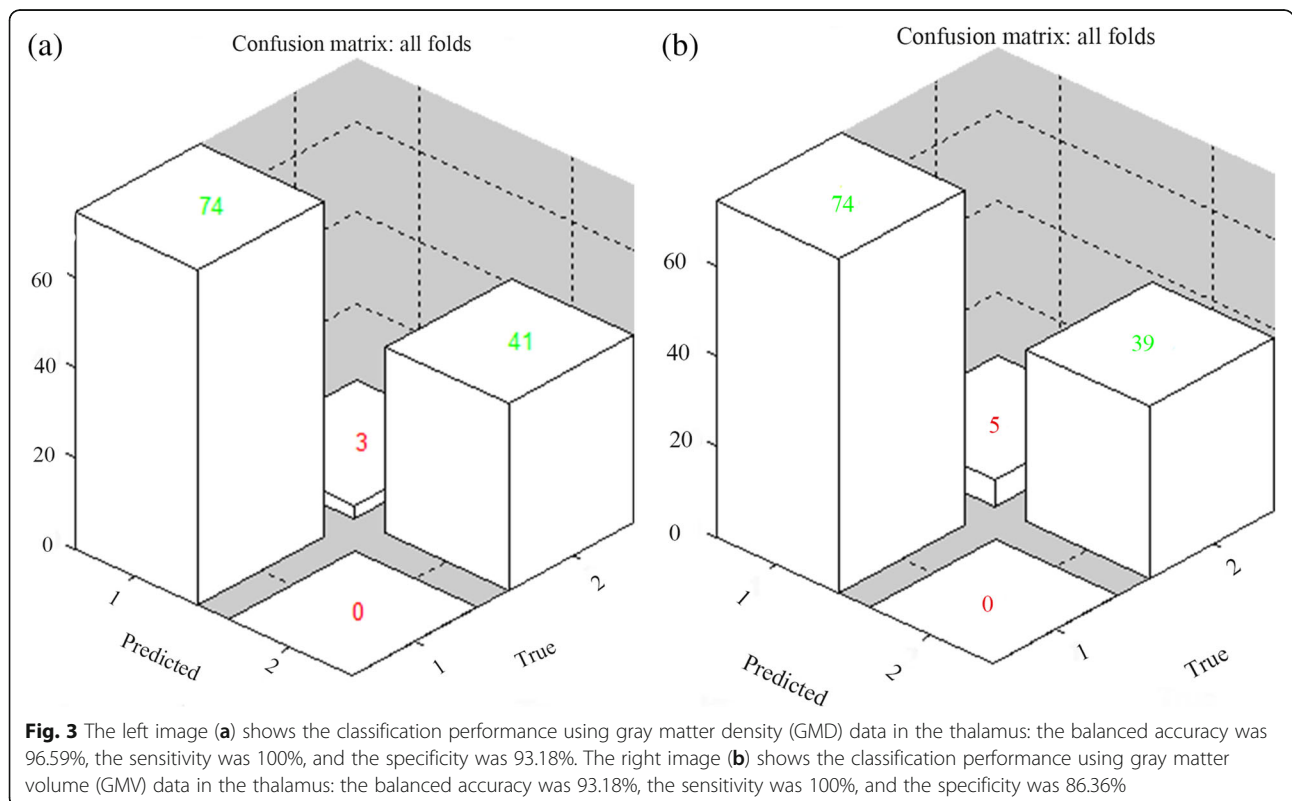 (a)
Confusion matrix: all folds
74
3
41
0
60
40
20
0
1
2
Predicted
1
2
True
(b)
Confusion matrix: all folds
74
5
39
0
60
40
20
0
1
2
Predicted
1
2
True
Fig. 3 The left image (a) shows the classification performance using gray matter density (GMD) data in the thalamus: the balanced accuracy was
96.59%, the sensitivity was 100%, and the specificity was 93.18%. The right image (b) shows the classification performance using gray matter
volume (GMV) data in the thalamus: the balanced accuracy was 93.18%, the sensitivity was 100%, and the specificity was 86.36%